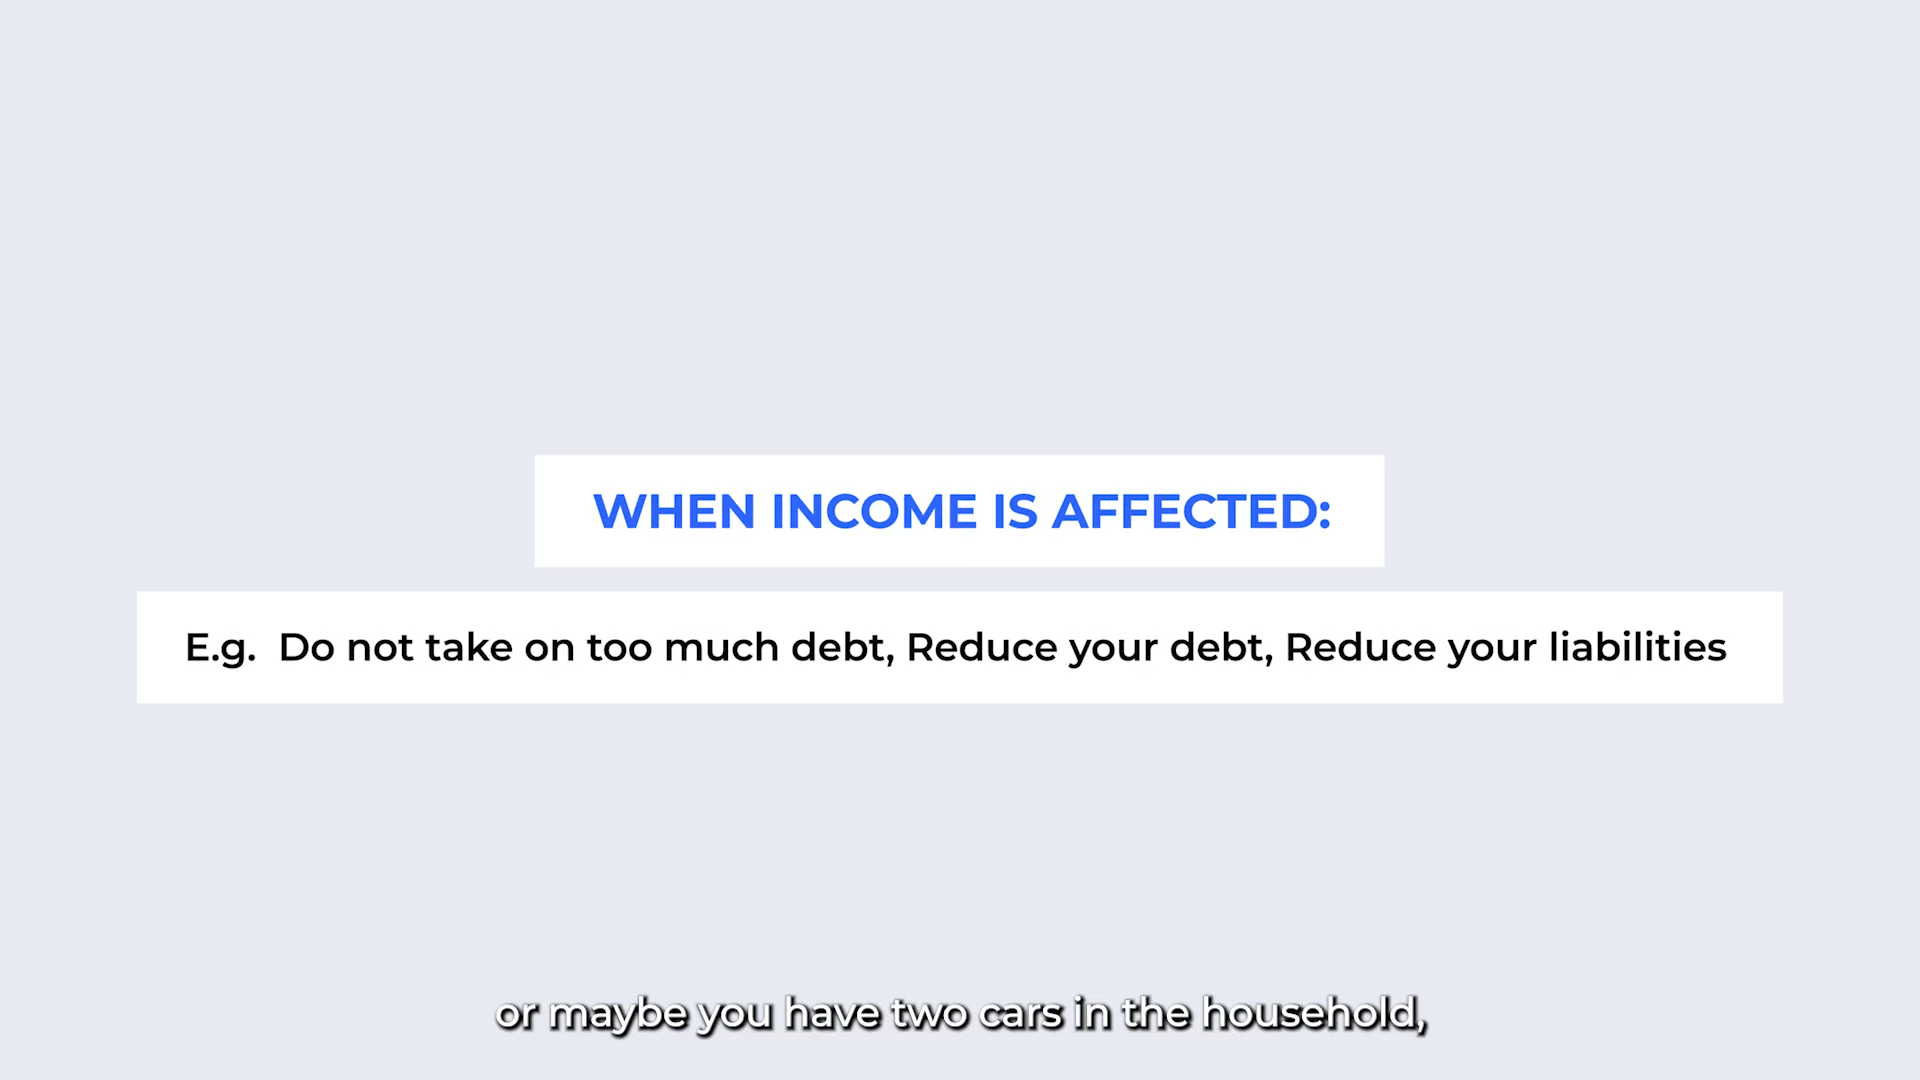 WHEN INCOME IS AFFECTED:
E.g. Do not take on too much debt, Reduce your debt, Reduce your liabilities
or maybe you have two cars in the household,